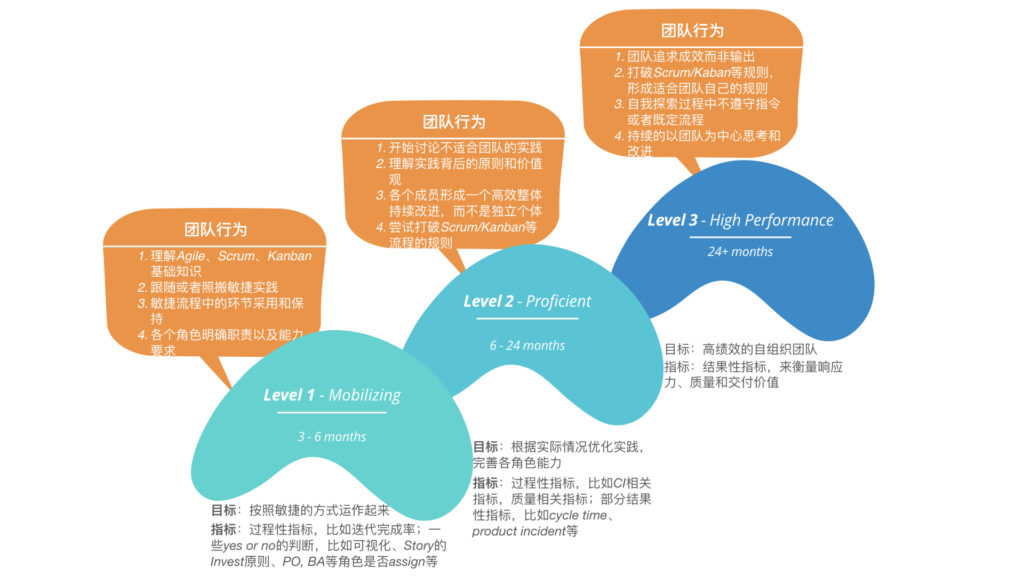 团队行为
1. 团队追求成效而非输出
2. 打破Scrum/Kaban等规则，
形成适合团队自己的规则
3. 自我探索过程中不遵守指令
或者既定流程
4. 持续的以团队为中心思考和
改进
Level 3 - High Performance
24+ months
目标：高绩效的自组织团队
指标：结果性指标，来衡量响应
力、质量和交付价值
团队行为
1. 开始讨论不适合团队的实践
2. 理解实践背后的原则和价值
观
3. 各个成员形成一个高效整体
持续改进，而不是独立个体
4. 尝试打破Scrum/Kanban等
流程的规则
Level 2 - Proficient
6 - 24 months
目标：根据实际情况优化实践，
完善各角色能力
指标：过程性指标，比如CI相关
指标，质量相关指标；部分结果
性指标，比如cycle time、
product incident等
团队行为
1. 理解Agile、Scrum、Kanban
基础知识
2. 跟随或者照搬敏捷实践
3. 敏捷流程中的环节采用和保
持
4. 各个角色明确职责以及能力
要求
Level 1 - Mobilizing
3 - 6 months
目标：按照敏捷的方式运作起来
指标：过程性指标，比如迭代完成率；一
些yes or no的判断，比如可视化、Story的
Invest原则、PO, BA等角色是否assign等